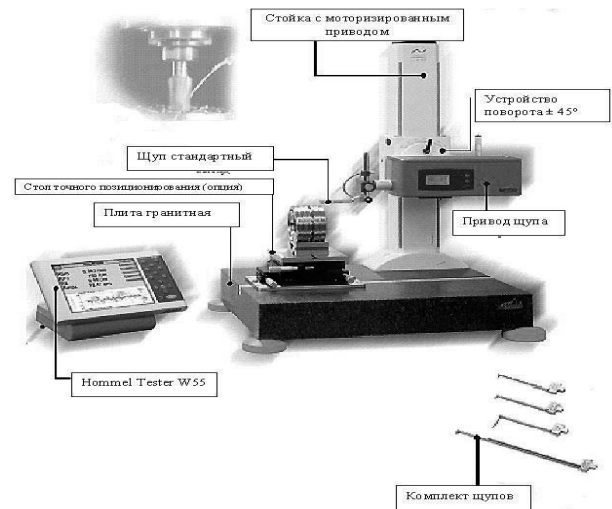 Стойка с моторизированным
приводом
Устройство
поворота ± 45°
Щуп стандартный
Стол точного позиционирования (опция)
Плита гранитная
Привод щупа
Hommel Tester W55
Комплект щупов